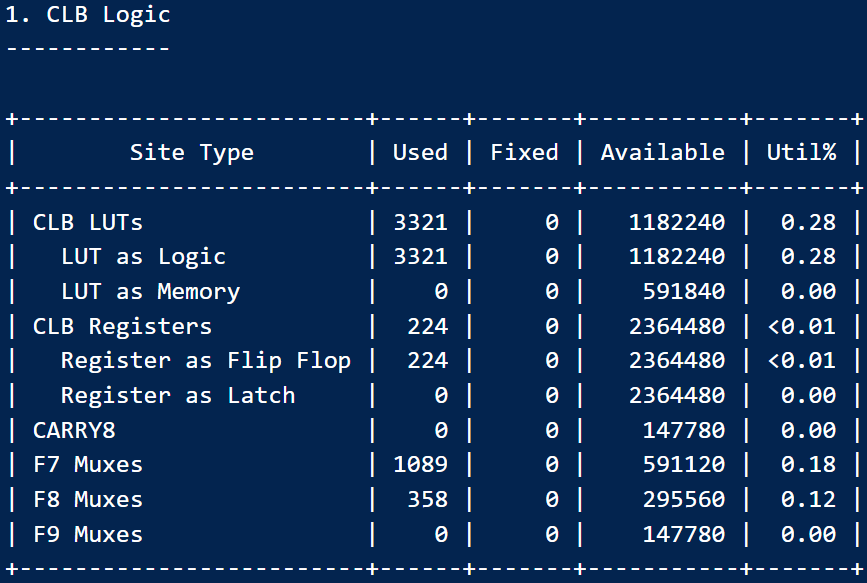 1. CLB Logic
------------
+-------------------------+------+-------+-----------+-------+
|        Site Type        | Used | Fixed | Available | Util% |
+-------------------------+------+-------+-----------+-------+
| CLB LUTs                | 3321 |     0 |   1182240 |  0.28 |
|   LUT as Logic          | 3321 |     0 |   1182240 |  0.28 |
|   LUT as Memory         |    0 |     0 |    591840 |  0.00 |
| CLB Registers           |  224 |     0 |   2364480 | <0.01 |
|   Register as Flip Flop |  224 |     0 |   2364480 | <0.01 |
|   Register as Latch     |    0 |     0 |   2364480 |  0.00 |
| CARRY8                  |    0 |     0 |    147780 |  0.00 |
| F7 Muxes                | 1089 |     0 |    591120 |  0.18 |
| F8 Muxes                |  358 |     0 |    295560 |  0.12 |
| F9 Muxes                |    0 |     0 |    147780 |  0.00 |
+-------------------------+------+-------+-----------+-------+